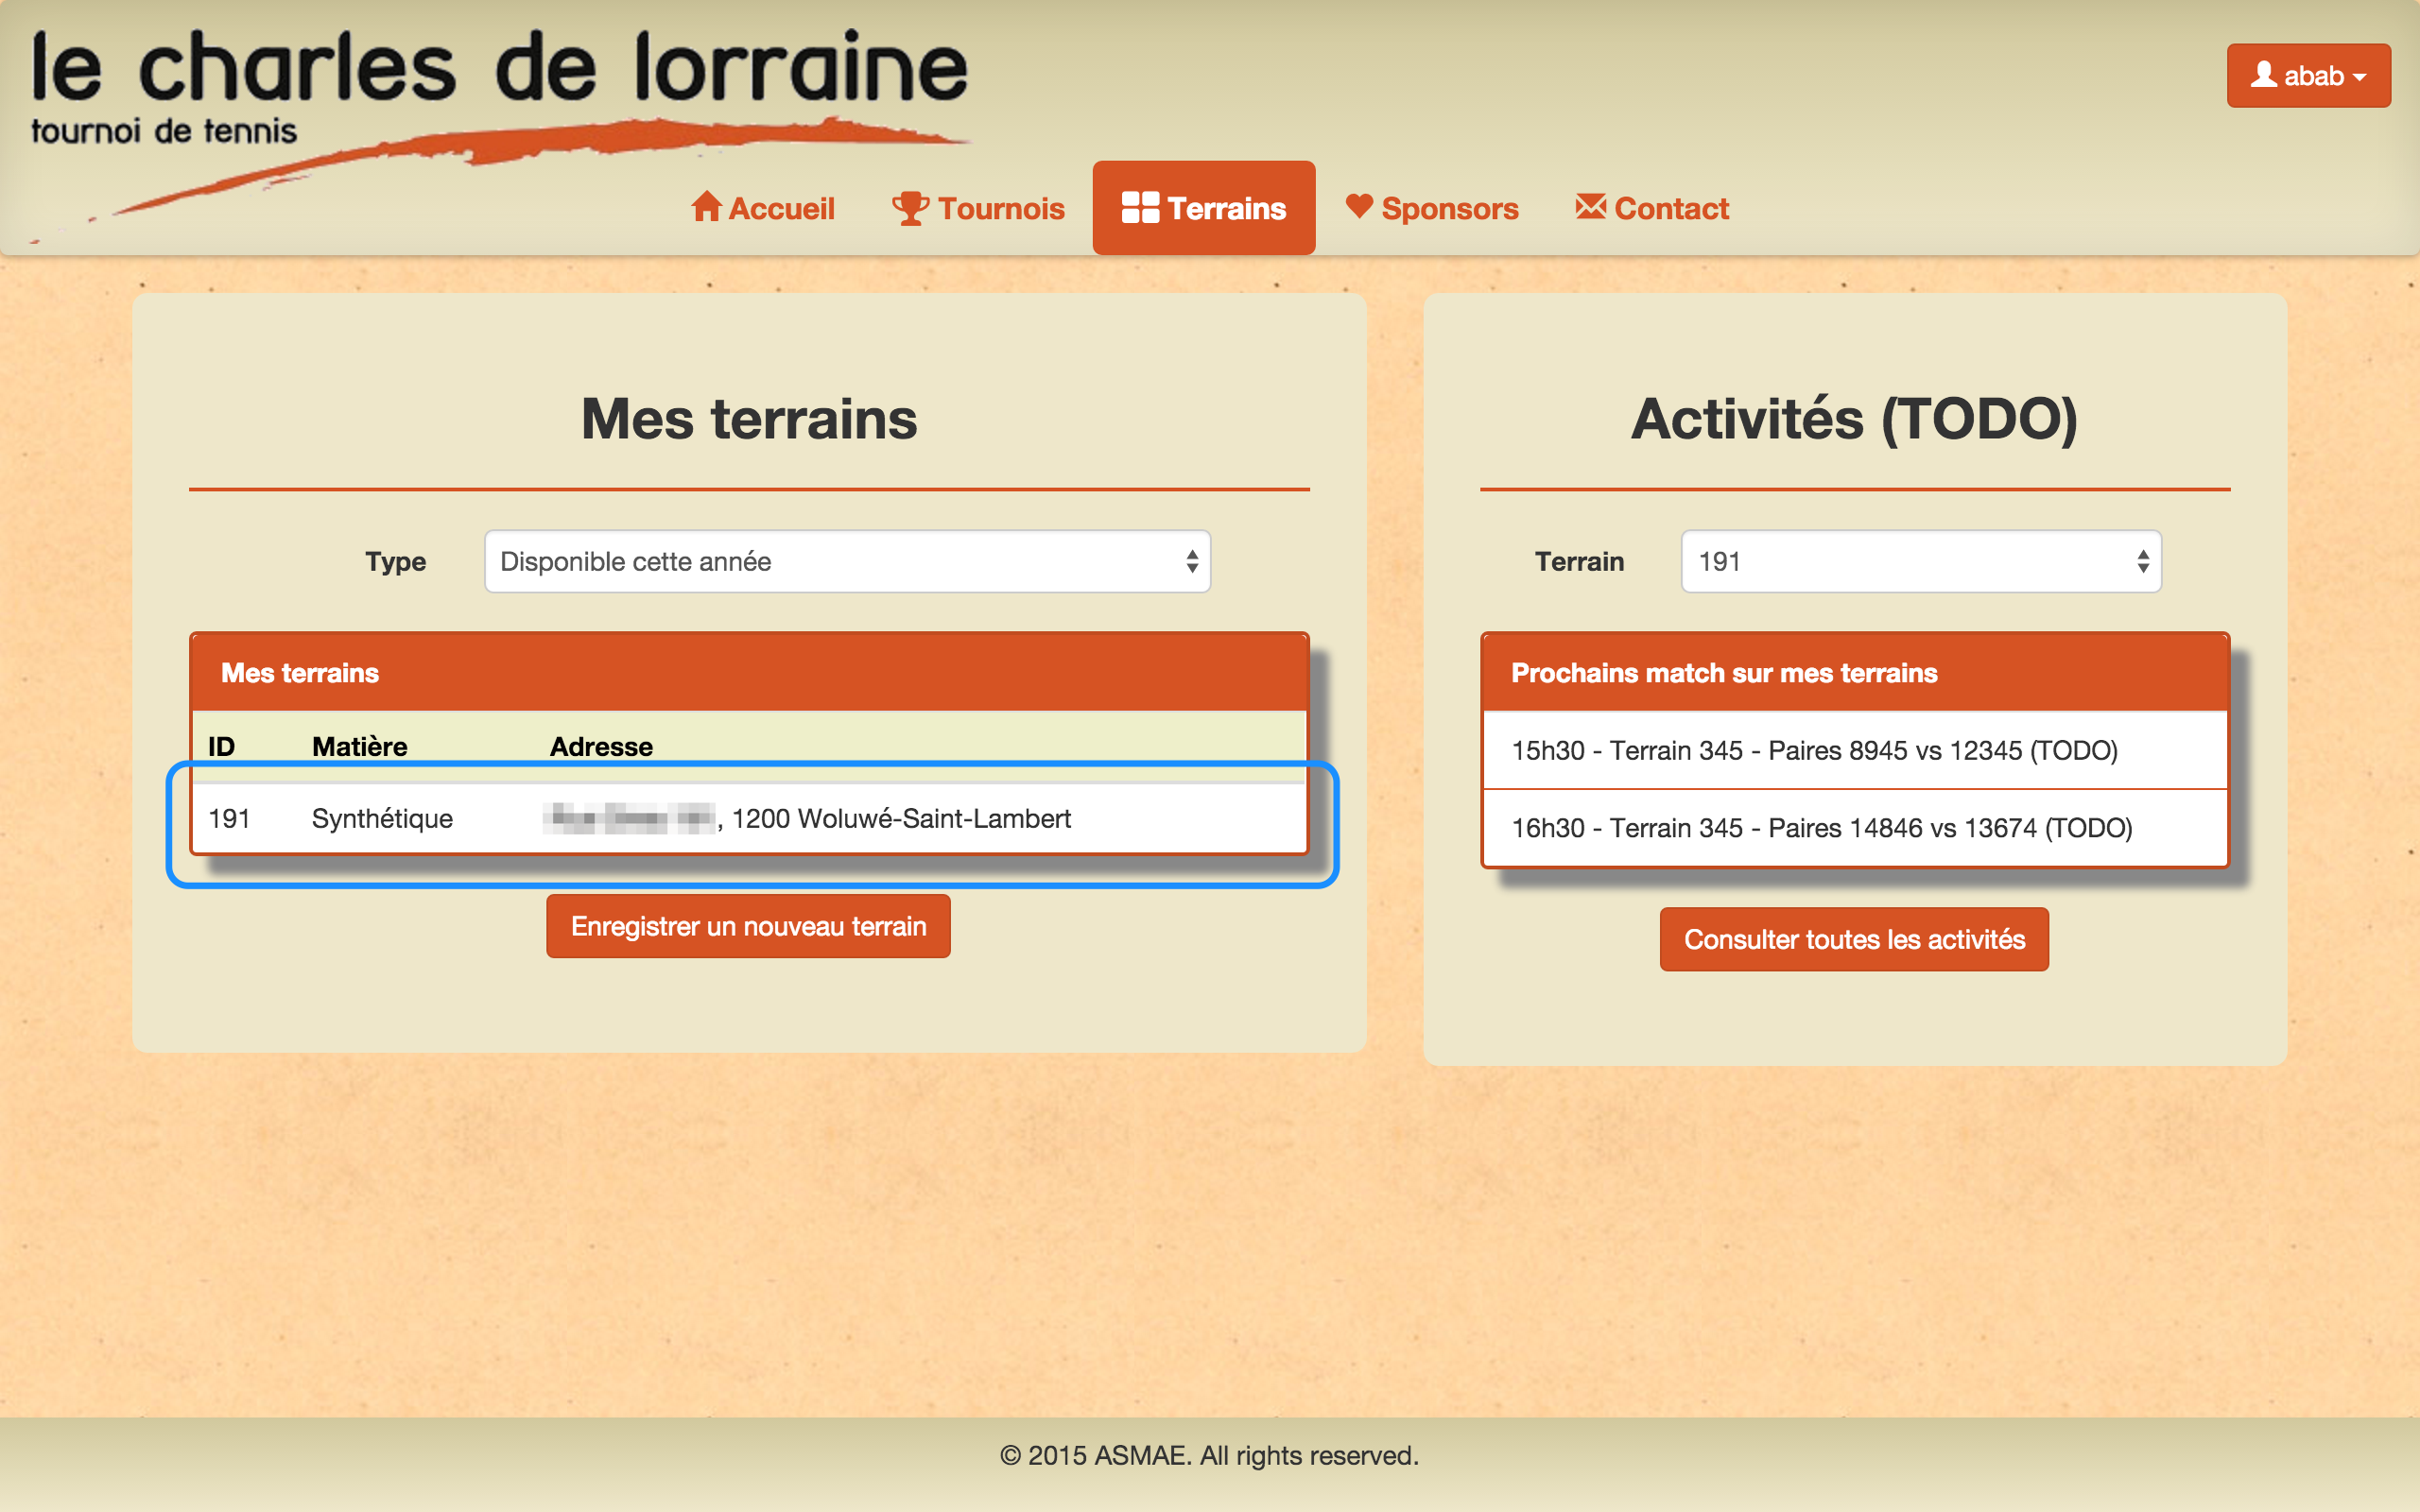 le charles de lorraine
tournoi de tennis
abab
Accueil
Tournois
Terrains
Sponsors
Contact
Mes terrains
Type
Disponible cette année
Mes terrains
ID Matière Adresse
191 Synthétique , 1200 Woluwé-Saint-Lambert
Enregistrer un nouveau terrain
Activités (TODO)
Terrain
191
Prochains match sur mes terrains
15h30 - Terrain 345 - Paires 8945 vs 12345 (TODO)
16h30 - Terrain 345 - Paires 14846 vs 13674 (TODO)
Consulter toutes les activités
© 2015 ASMAE. All rights reserved.